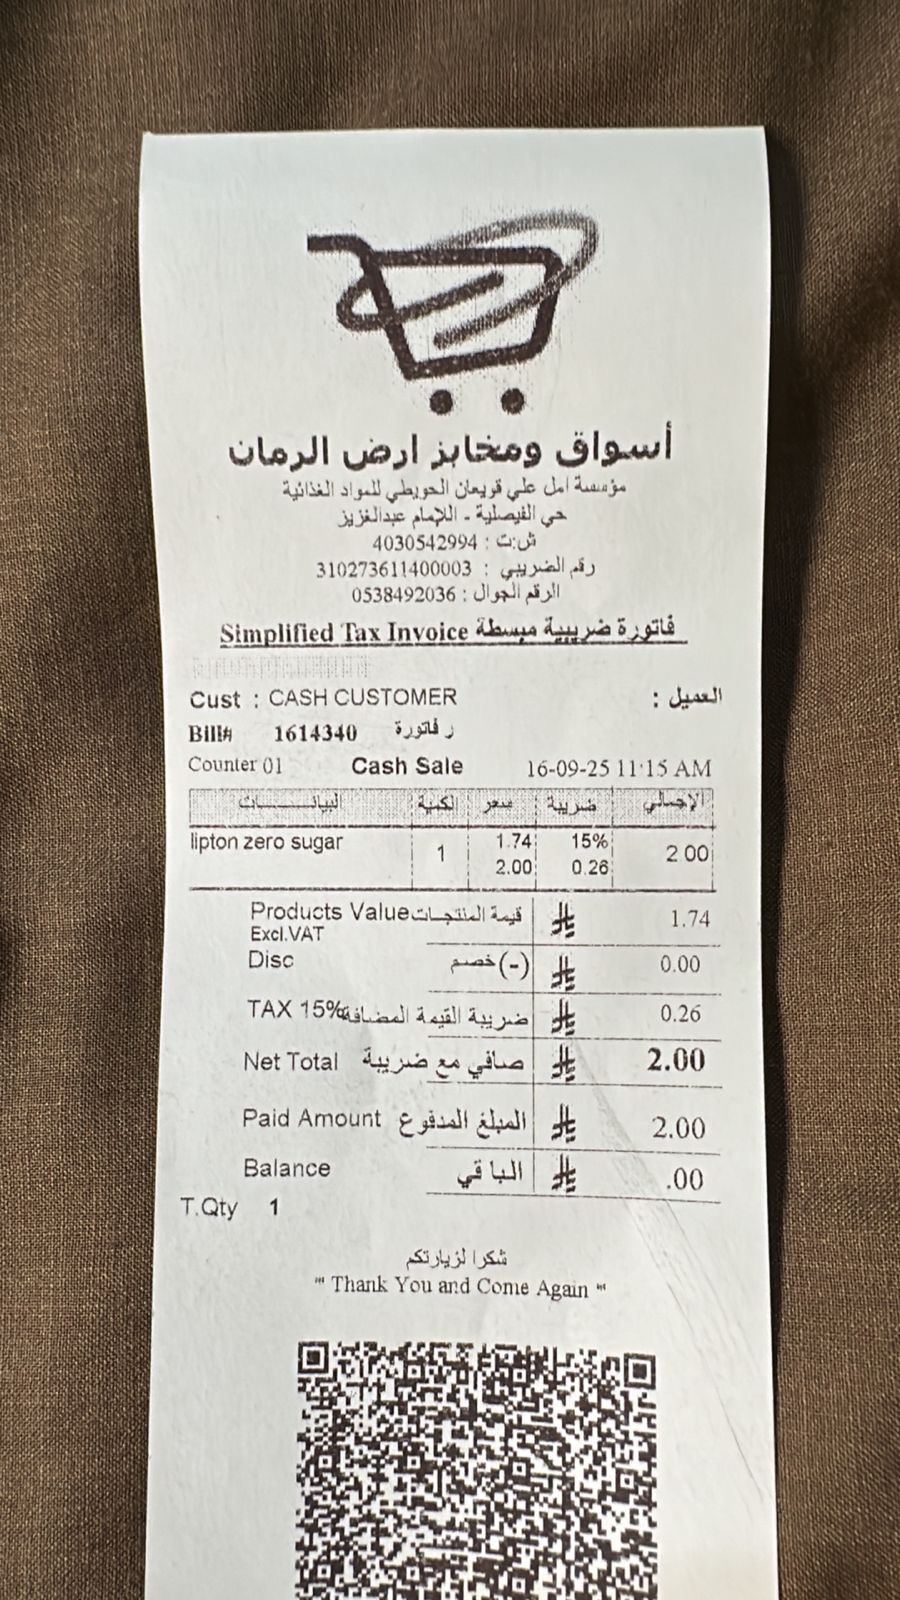 أسواق ومخابز ارض الرمان
مؤسسة امل علي قويعان الحويطي للمواد الغذائية
حي الفيصلية - الامام عبدالعزيز
ش:ت : 4030542994
رقم الضريبي : 310273611400003
الرقم الجوال : 0538492036
Simplified Tax Invoice فاتورة ضريبية مبسطة
Cust : CASH CUSTOMER العميل :
Bill# 1614340 ر فاتورة
Counter 01 Cash Sale 16-09-25 11:15 AM
البيانات الكمية سعر ضريبة الإجمالي
lipton zero sugar 1 1.74 15% 2.00
2.00 0.26
Products Value قيمة المنتجات 1.74
Excl.VAT
Disc خصم (-) 0.00
TAX 15% ضريبة القيمة المضافة 0.26
Net Total صافي مع ضريبة 2.00
Paid Amount المبلغ المدفوع 2.00
Balance الباقي .00
T.Qty 1
شكرا لزيارتكم
"' Thank You and Come Again "'